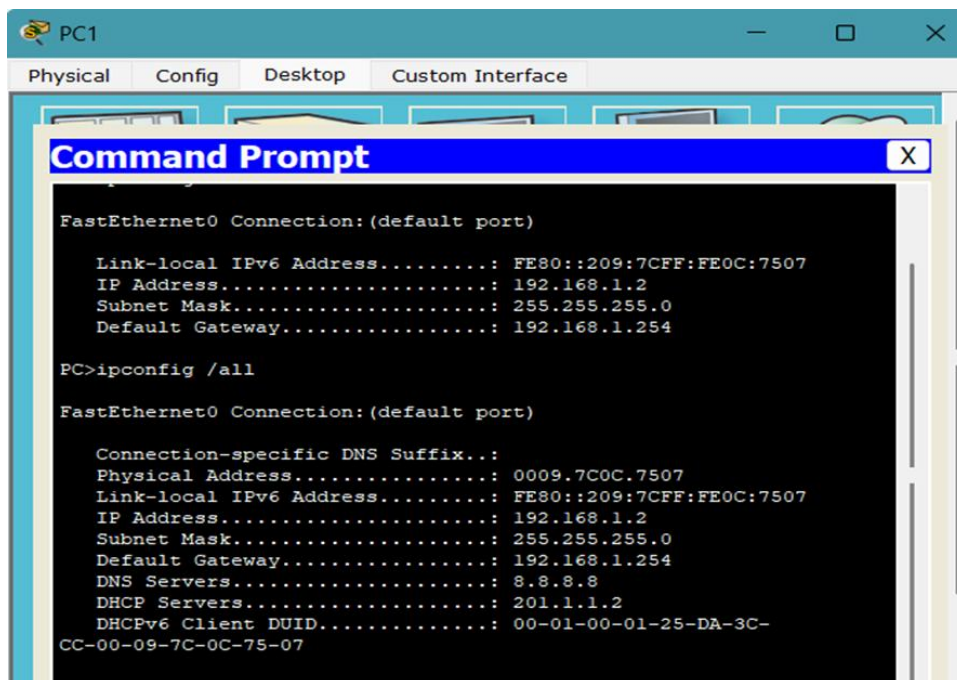 PC1
Physical Config Desktop Custom Interface
Command Prompt X
FastEthernet0 Connection:(default port)
Link-local IPv6 Address.........: FE80::209:7CFF:FE0C:7507
IP Address......................: 192.168.1.2
Subnet Mask.....................: 255.255.255.0
Default Gateway.................: 192.168.1.254
PC>ipconfig /all
FastEthernet0 Connection:(default port)
Connection-specific DNS Suffix..:
Physical Address................: 0009.7C0C.7507
Link-local IPv6 Address.........: FE80::209:7CFF:FE0C:7507
IP Address......................: 192.168.1.2
Subnet Mask.....................: 255.255.255.0
Default Gateway.................: 192.168.1.254
DNS Servers.....................: 8.8.8.8
DHCP Servers....................: 201.1.1.2
DHCPv6 Client DUID..............: 00-01-00-01-25-DA-3C-
CC-00-09-7C-0C-75-07